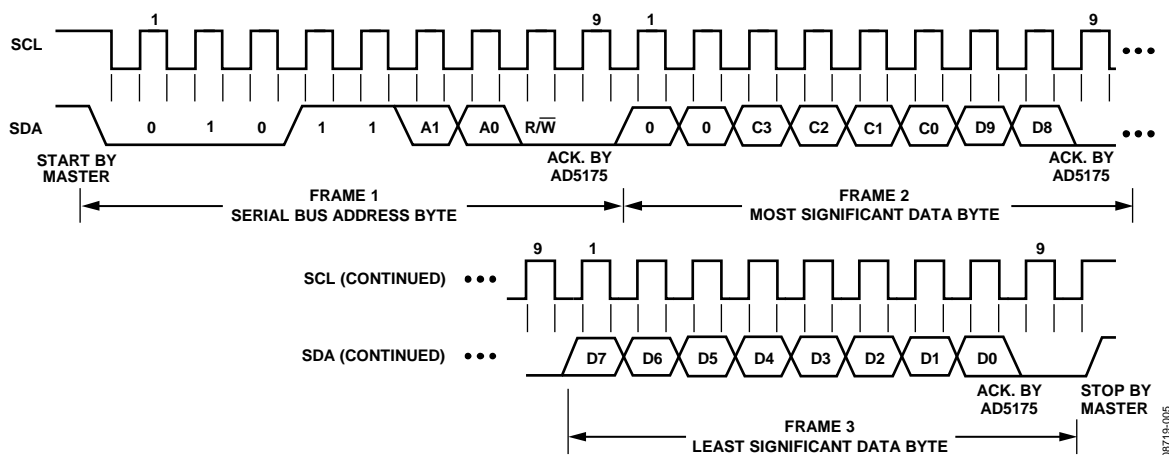 1 9 1 9
SCL •••
SDA 0 1 0 1 1 A1 A0 R/W̅ 0 0 C3 C2 C1 C0 D9 D8 •••
START BY
MASTER
ACK. BY
AD5175
ACK. BY
AD5175
FRAME 1
SERIAL BUS ADDRESS BYTE
FRAME 2
MOST SIGNIFICANT DATA BYTE
9 1 9
SCL (CONTINUED) •••
SDA (CONTINUED) ••• D7 D6 D5 D4 D3 D2 D1 D0
ACK. BY
AD5175
STOP BY
MASTER
FRAME 3
LEAST SIGNIFICANT DATA BYTE
08719-005